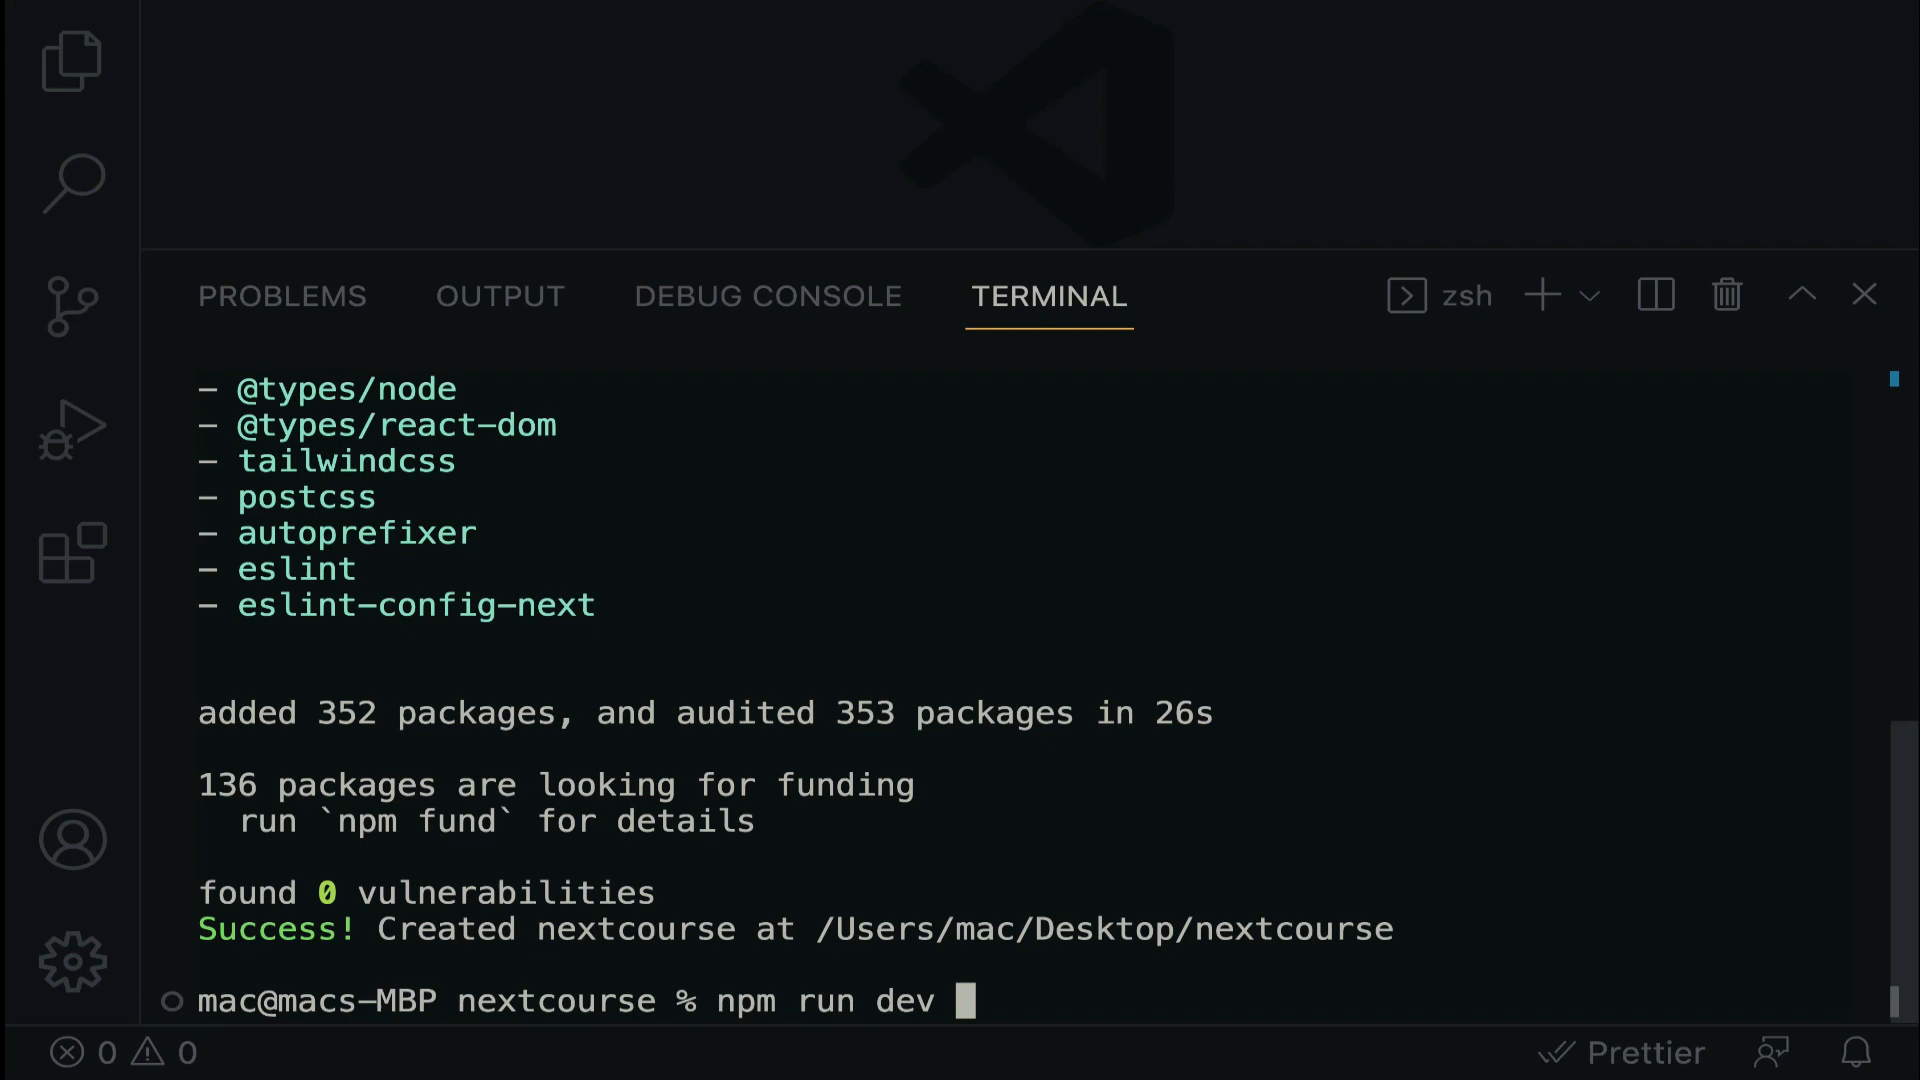 PROBLEMS OUTPUT DEBUG CONSOLE TERMINAL zsh
– @types/node
– @types/react–dom
– tailwindcss
– postcss
– autoprefixer
– eslint
– eslint–config–next
added 352 packages, and audited 353 packages in 26s
136 packages are looking for funding
run `npm fund` for details
found 0 vulnerabilities
Success! Created nextcourse at /Users/mac/Desktop/nextcourse
mac@macs–MBP nextcourse % npm run dev
0 0 Prettier